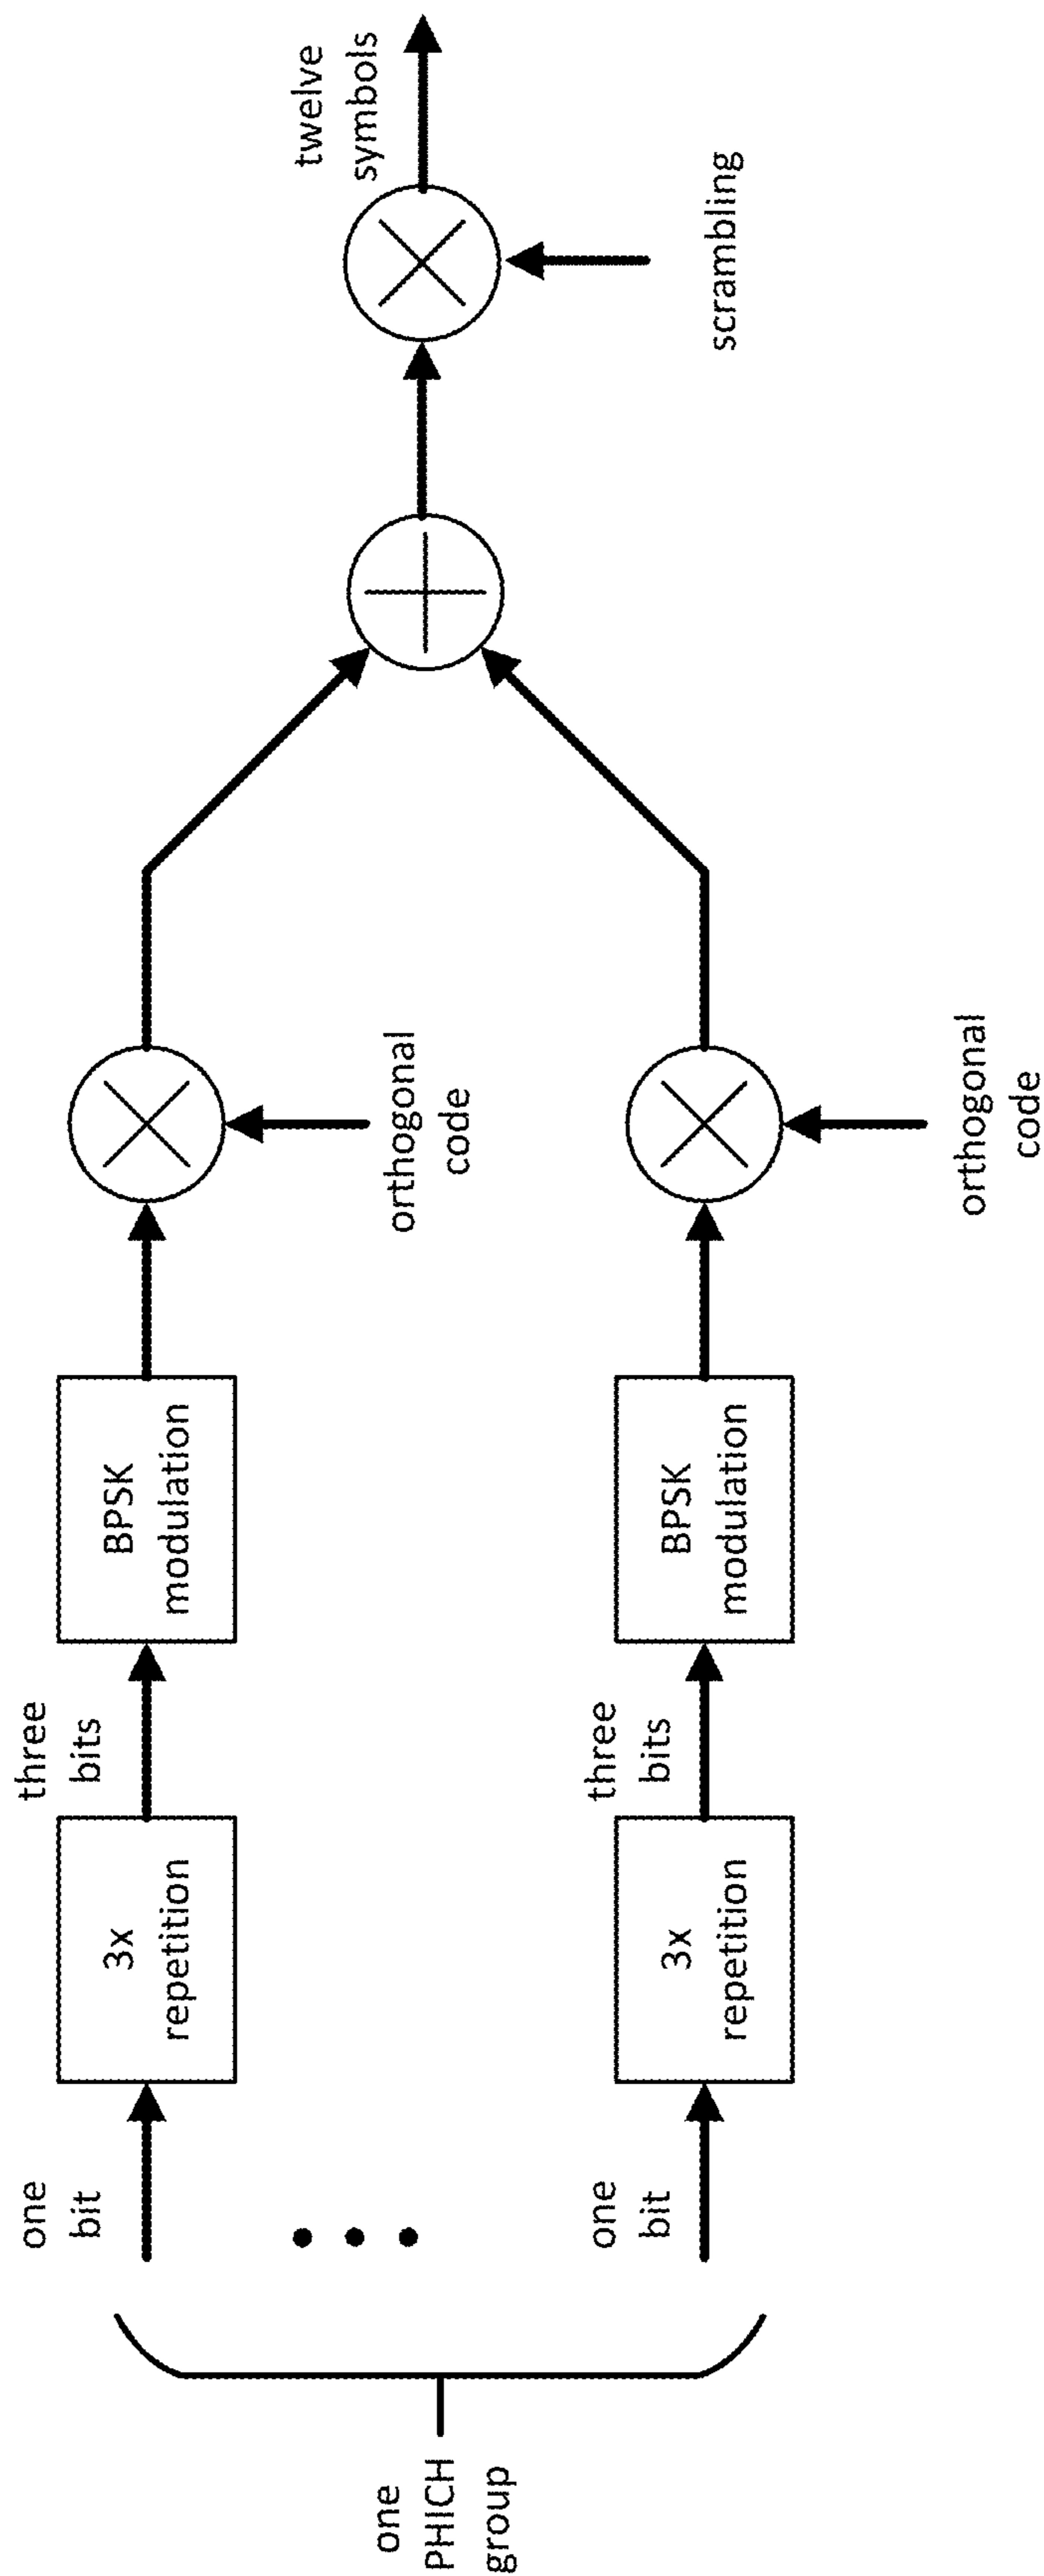 one
PHICH
group
one
bit
3x
repetition
three
bits
BPSK
modulation
orthogonal
code
one
bit
3x
repetition
three
bits
BPSK
modulation
orthogonal
code
scrambling
twelve
symbols